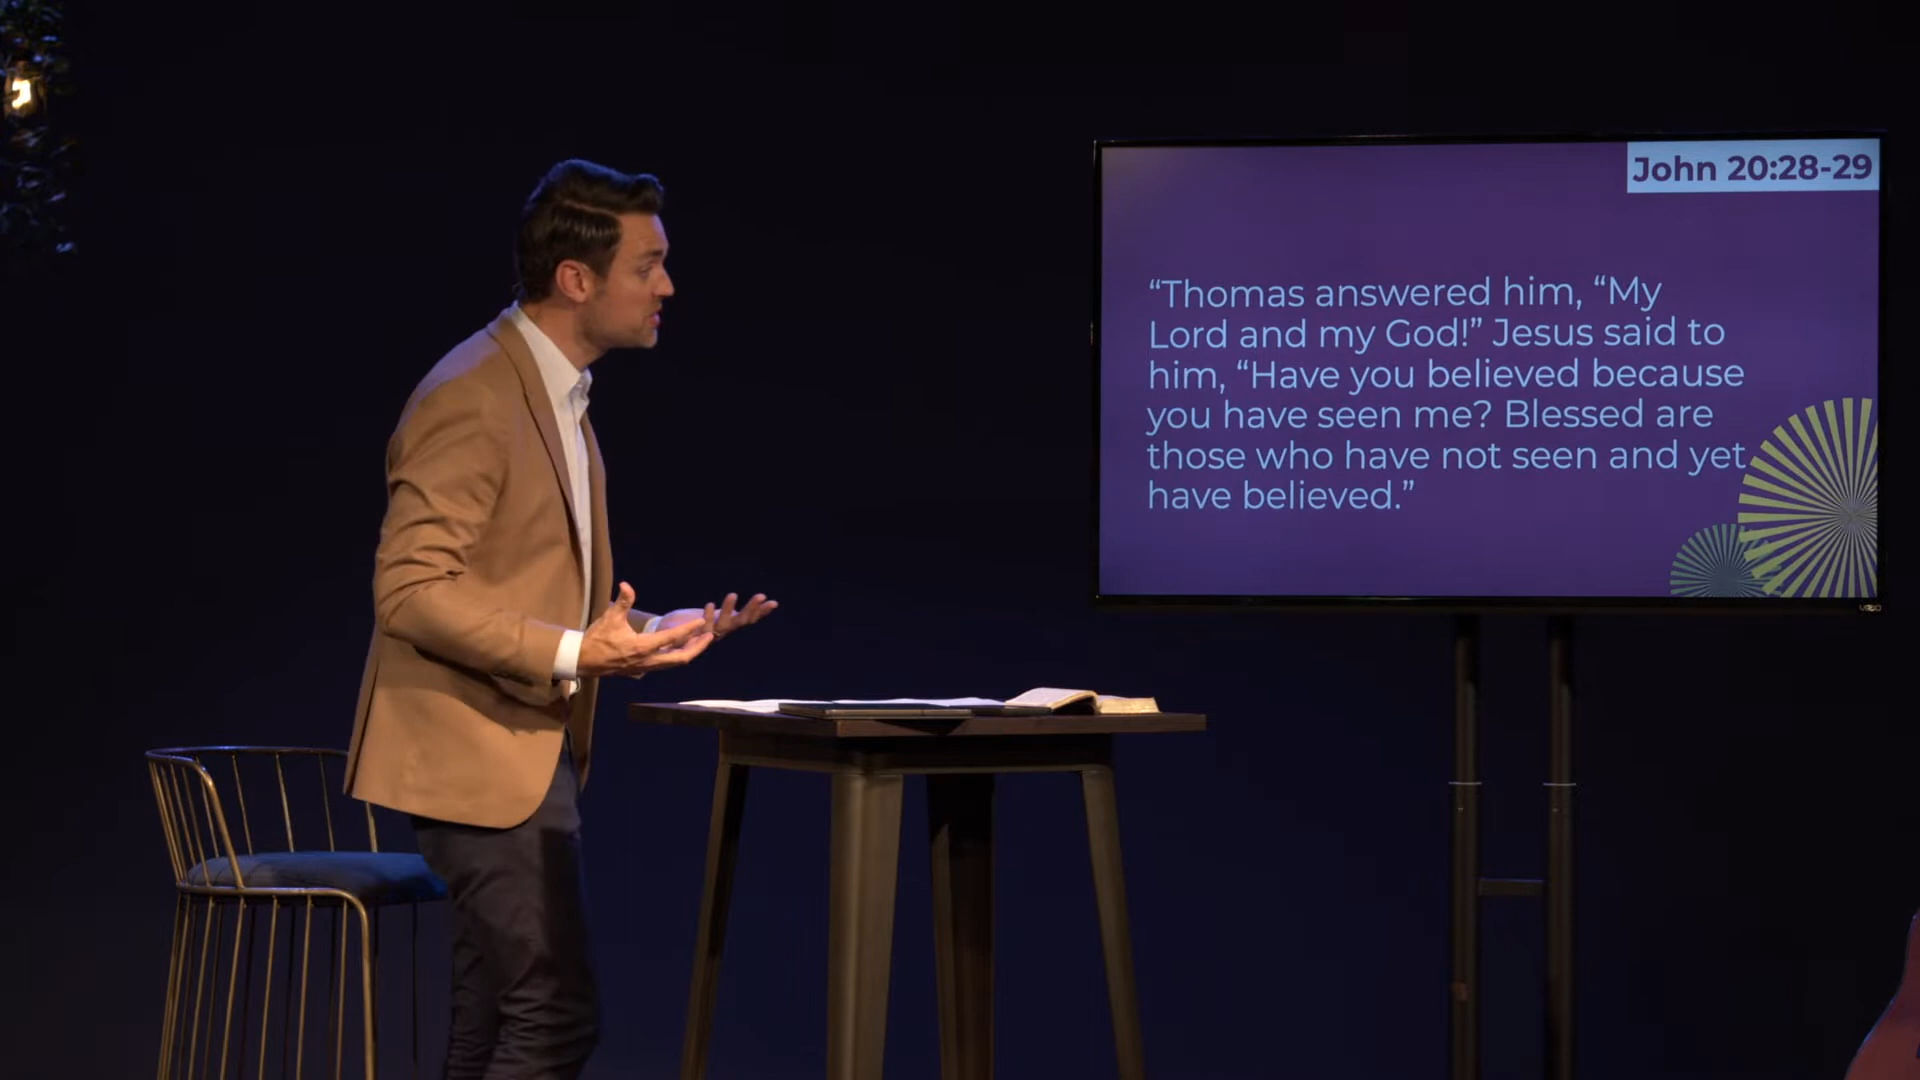 John 20:28-29
“Thomas answered him, “My
Lord and my God!” Jesus said to
him, “Have you believed because
you have seen me? Blessed are
those who have not seen and yet
have believed.”